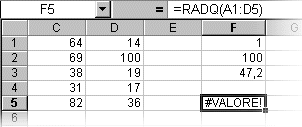 F5 = =RADQ(A1:D5)
C D E F
1 64 14 1
2 69 100 100
3 38 19 47,2
4 31 17
5 82 36 #VALORE!